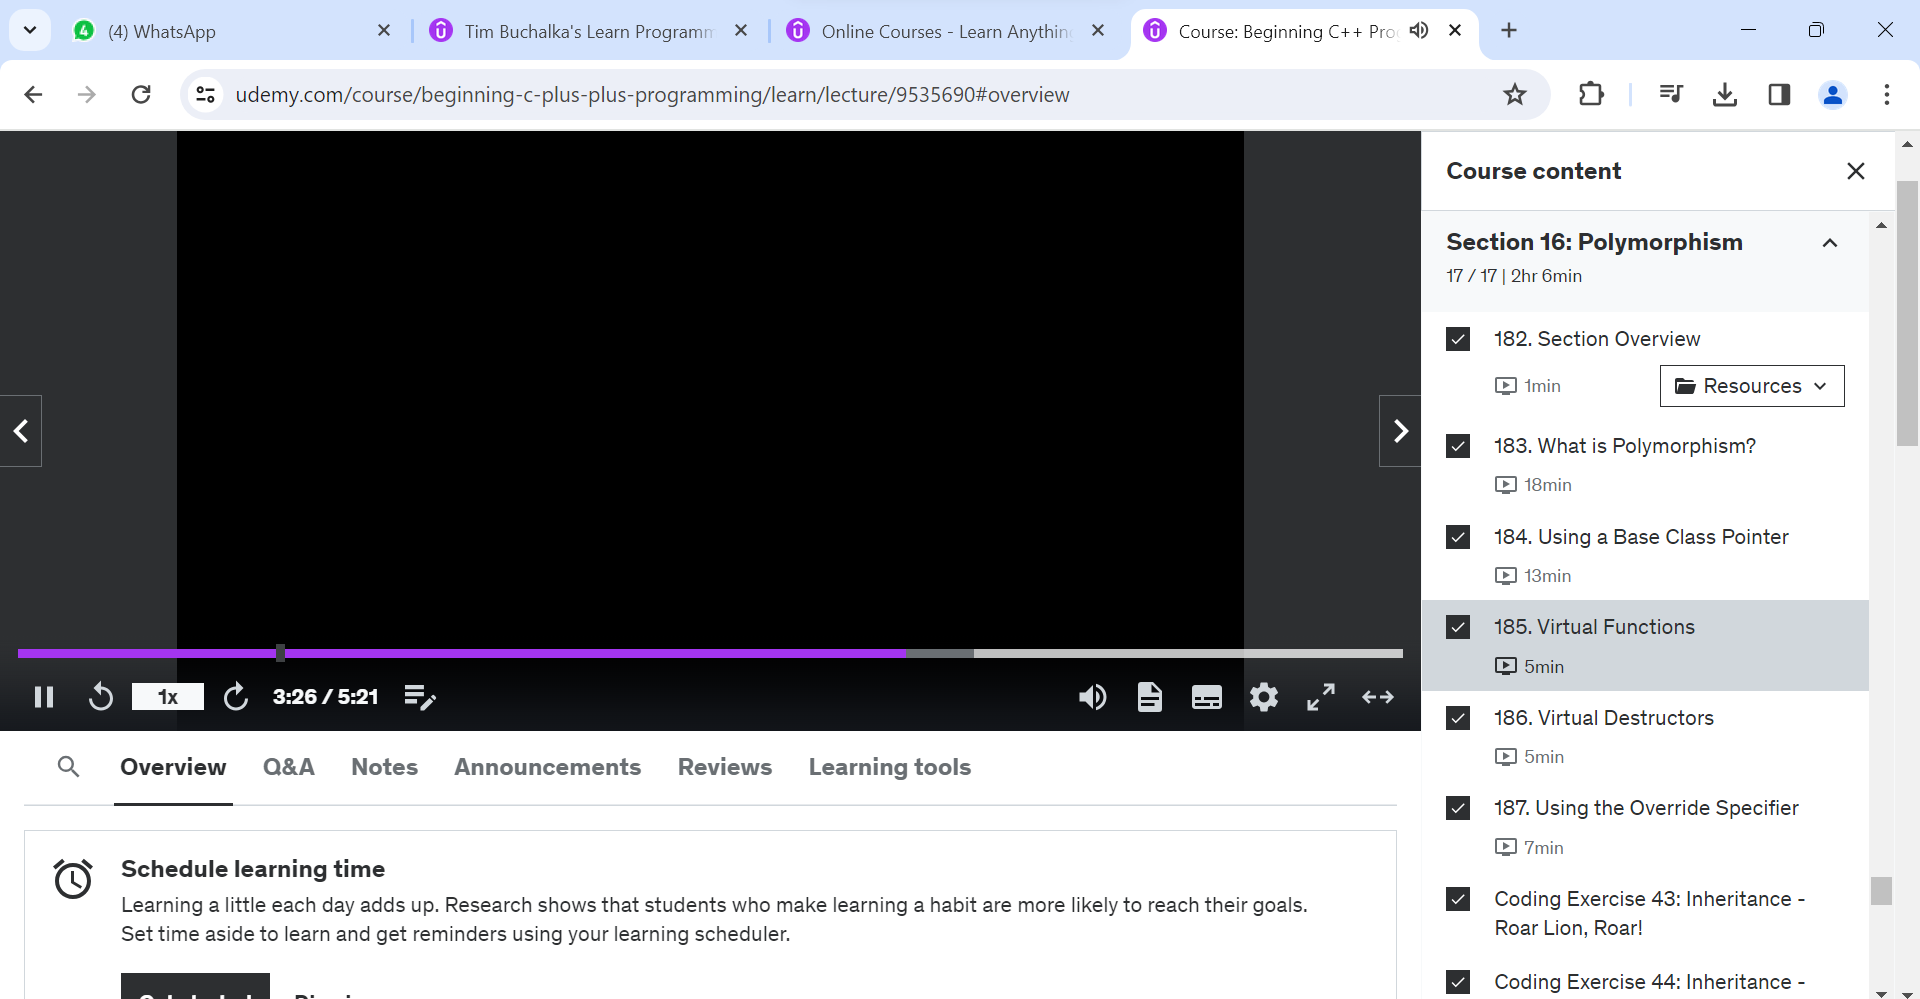 (4) WhatsApp
Tim Buchalka's Learn Programm
Online Courses - Learn Anythin
Course: Beginning C++ Pro
udemy.com/course/beginning-c-plus-plus-programming/learn/lecture/9535690#overview
1x
3:26 / 5:21
Overview
Q&A
Notes
Announcements
Reviews
Learning tools
Schedule learning time
Learning a little each day adds up. Research shows that students who make learning a habit are more likely to reach their goals.
Set time aside to learn and get reminders using your learning scheduler.
Course content
Section 16: Polymorphism
17 / 17 | 2hr 6min
182. Section Overview
1min
Resources
183. What is Polymorphism?
18min
184. Using a Base Class Pointer
13min
185. Virtual Functions
5min
186. Virtual Destructors
5min
187. Using the Override Specifier
7min
Coding Exercise 43: Inheritance -
Roar Lion, Roar!
Coding Exercise 44: Inheritance -